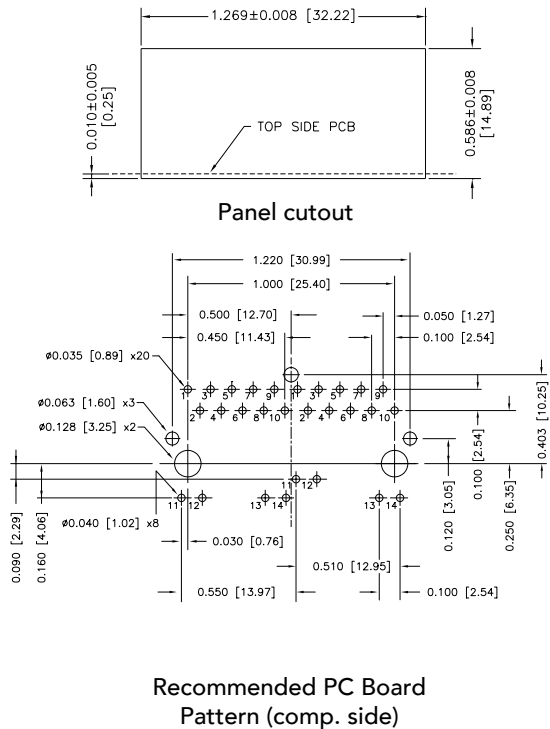 1.269±0.008 [32.22]
0.010±0.005
[0.25]
0.586±0.008
[14.89]
TOP SIDE PCB
Panel cutout
1.220 [30.99]
1.000 [25.40]
0.500 [12.70]
0.050 [1.27]
0.450 [11.43]
0.100 [2.54]
ø0.035 [0.89] x20
1 3 5 7 9 1 3 5 7 9
ø0.063 [1.60] x3
2 4 6 8 10 2 4 6 8 10
ø0.128 [3.25] x2
0.403 [10.25]
0.100 [2.54]
0.120 [3.05]
0.250 [6.35]
11 12
11 12 13 14 13 14
0.090 [2.29]
0.160 [4.06]
ø0.040 [1.02] x8
0.030 [0.76]
0.510 [12.95]
0.550 [13.97]
0.100 [2.54]
Recommended PC Board
Pattern (comp. side)